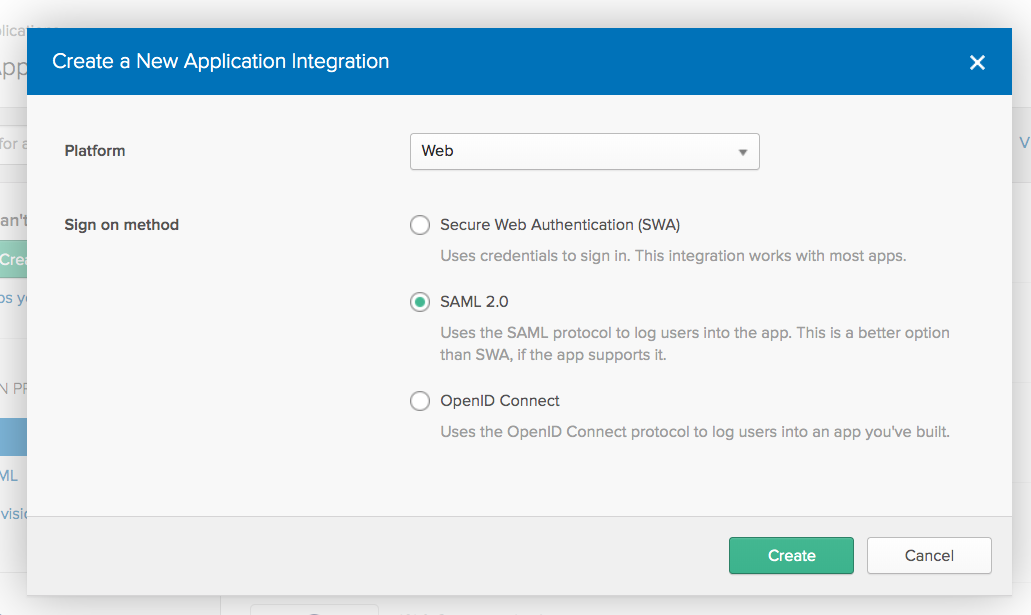 Create a New Application Integration
Platform
Web
Sign on method
Secure Web Authentication (SWA)
Uses credentials to sign in. This integration works with most apps.
SAML 2.0
Uses the SAML protocol to log users into the app. This is a better option
than SWA, if the app supports it.
OpenID Connect
Uses the OpenID Connect protocol to log users into an app you've built.
Create
Cancel